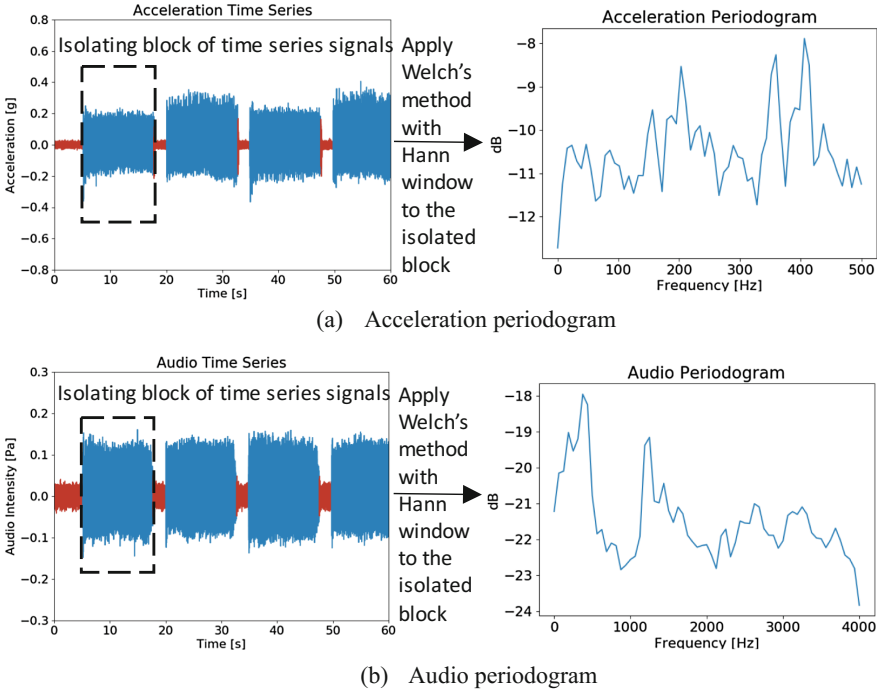 Acceleration Time Series
Isolating block of time series signals
0.8
0.6
0.4
0.2
0.0
−0.2
−0.4
−0.6
−0.8
Acceleration [g]
0 10 20 30 40 50 60
Time [s]
Apply
Welch's
method
with
Hann
window
to the
isolated
block
Acceleration Periodogram
−8
−9
−10
−11
−12
dB
0 100 200 300 400 500
Frequency [Hz]
(a) Acceleration periodogram
Audio Time Series
Isolating block of time series signals
0.3
0.2
0.1
0.0
−0.1
−0.2
−0.3
Audio Intensity [Pa]
0 10 20 30 40 50 60
Time [s]
Apply
Welch's
method
with
Hann
window
to the
isolated
block
Audio Periodogram
−18
−19
−20
−21
−22
−23
−24
dB
0 1000 2000 3000 4000
Frequency [Hz]
(b) Audio periodogram